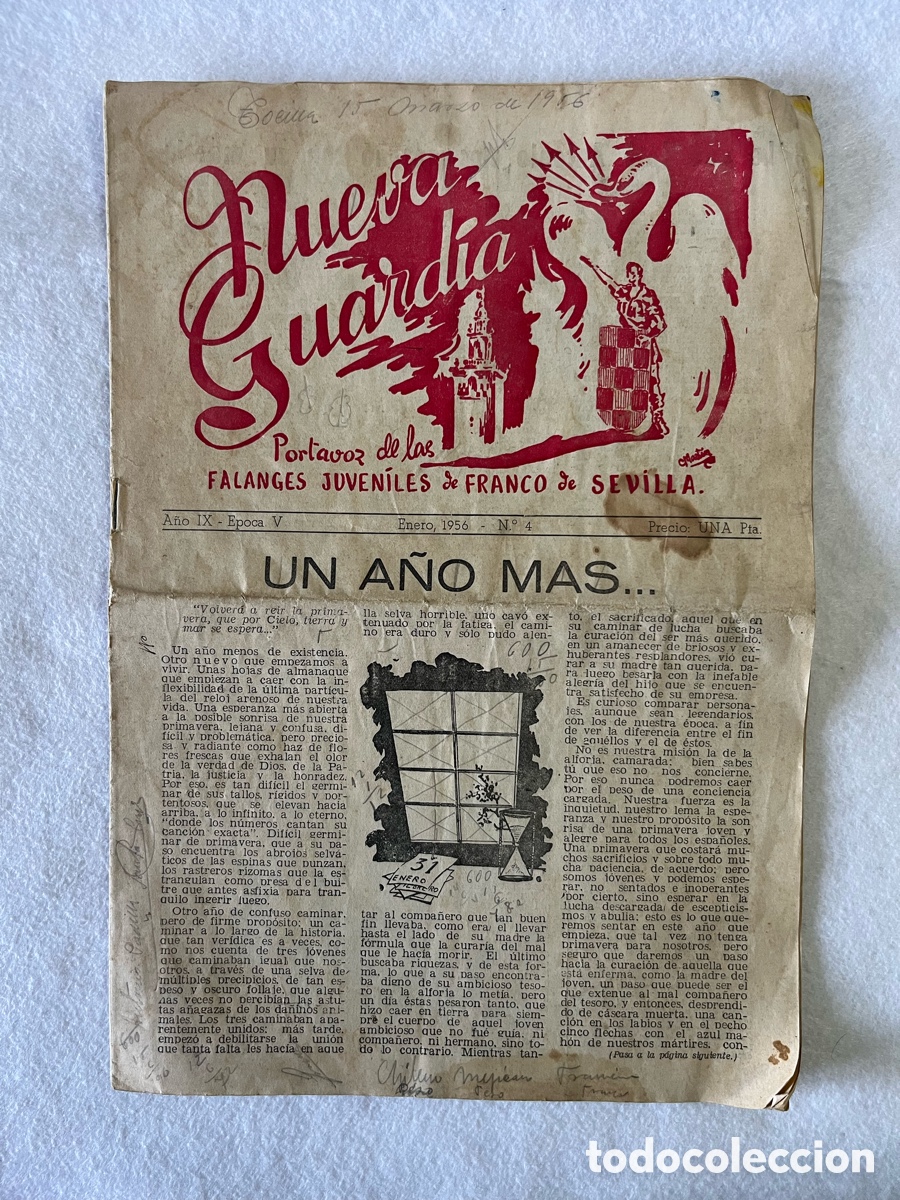 15 Marzo de 1956
Nueva
Guardia
Portavoz de las
FALANGES JUVENÍLES de FRANCO de SEVÍLLA.
Martín
Año IX - Epoca V Enero, 1956 - N.º 4 Precio: UNA Pta.
UN AÑO MAS...
"Volverá a reir la prima-
vera, que por Cielo, tierra y
mar se espera..."
Un año menos de existencia.
Otro nuevo que empezamos a
vivir. Unas hojas de almanaque
que empiezan a caer con la in-
flexibilidad de la última partícu-
la del reloj arenoso de nuestra
vida. Una esperanza más abierta
a la posible sonrisa de nuestra
primavera, lejana y confusa, di-
fícil y problemática, pero precio-
sa y radiante como haz de flo-
res frescas que exhalan el olor
de la verdad de Dios, de la Pa-
tria, la justicia y la honradez.
Por eso, es tan difícil el germi-
nar de sus tallos, rígidos y por-
tentosos, que se elevan hacia
arriba, a lo infinito, a lo eterno,
"donde los números cantan su
canción exacta". Difícil germi-
nar de primavera, que a su pa-
so encuentra los abrojos selvá-
ticos de las espinas que punzan,
los rastreros rizomas que la es-
trangulan como presa del bui-
tre que antes asfixia para tran-
quilo ingerir luego.
Otro año de confuso caminar,
pero de firme propósito; un ca-
minar a lo largo de la historia,
que tan verídica es a veces, co-
mo nos cuenta de tres jóvenes
que caminaban igual que nos-
otros, a través de una selva de
múltiples precipicios, de tan es-
peso y oscuro follaje, que algu-
nas veces no percibían las astu-
tas añagazas de los dañinos ani-
males. Los tres caminaban apa-
rentemente unidos; más tarde,
empezó a debilitarse la unión
que tanta falta les hacía en aque
lla selva horrible, uno cayó ex-
tenuado por la fatiga, el cami-
no era duro y sólo pudo alen-
600
12
31
ENERO
600
tar al compañero que tan buen
fin llevaba, como era: el llevar
hasta el lado de su madre la
fórmula que la curaría del mal
que le hacía morir. El último
buscaba riquezas, y de esta for-
ma, lo que a su paso encontra-
ba digno de su ambicioso teso-
ro en la alforja lo metía, pero
un día éstas pesaron tanto, que
hizo caer en tierra para siem-
pre el cuerpo de aquel joven
ambicioso que no fué guía, ni
compañero, ni hermano, sino to-
do lo contrario. Mientras tan-
to, el sacrificado, aquel que en
su caminar de lucha buscaba
la curación del ser más querido,
en un amanecer de briosos y ex-
huberantes resplandores, vió cu-
rar a su madre tan querida, pa-
ra luego besarla con la inefable
alegría del hijo que se encuen-
tra satisfecho de su empresa.
Es curioso comparar persona-
jes, aunque sean legendarios,
con los de nuestra época, a fin
de ver la diferencia entre el fin
de aquéllos y el de éstos.
No es nuestra misión la de la
alforja, camarada; bien sabes
tú que eso no nos concierne.
Por eso nunca podremos caer
por el peso de una conciencia
cargada. Nuestra fuerza es la
inquietud, nuestro lema la espe-
ranza y nuestro propósito la son
risa de una primavera joven y
alegre para todos los españoles.
Una primavera que costará mu-
chos sacrificios y sobre todo mu-
cha paciencia, de acuerdo; pero
somos jóvenes y podemos espe-
rar, no sentados e inoperantes
por cierto, sino esperar en la
lucha descargada de escepticis-
mos y abulia; esto es lo que que-
remos sentar en este año que
empieza, que tal vez no tenga
primavera para nosotros, pero
seguro que daremos un paso
hacia la curación de aquella que
está enferma, como la madre del
joven, un paso que puede ser el
que extenue al mal compañero
del tesoro, y entonces, desprendi-
do de cáscara muerta, una can-
ción en los labios y en el pecho
cinco flechas con el azul ma-
hón de nuestros mártires, con-
(Pasa a la página siguiente.)
todocoleccion